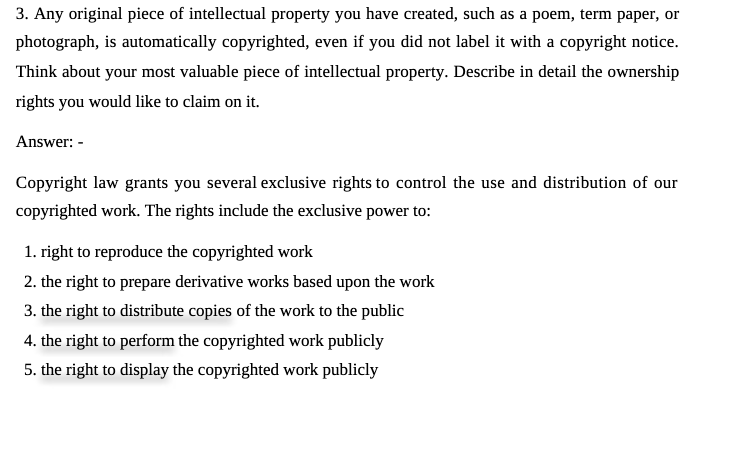 3. Any original piece of intellectual property you have created, such as a poem, term paper, or
photograph, is automatically copyrighted, even if you did not label it with a copyright notice.
Think about your most valuable piece of intellectual property. Describe in detail the ownership
rights you would like to claim on it.
Answer: -
Copyright law grants you several exclusive rights to control the use and distribution of our
copyrighted work. The rights include the exclusive power to:
1. right to reproduce the copyrighted work
2. the right to prepare derivative works based upon the work
3. the right to distribute copies of the work to the public
4. the right to perform the copyrighted work publicly
5. the right to display the copyrighted work publicly